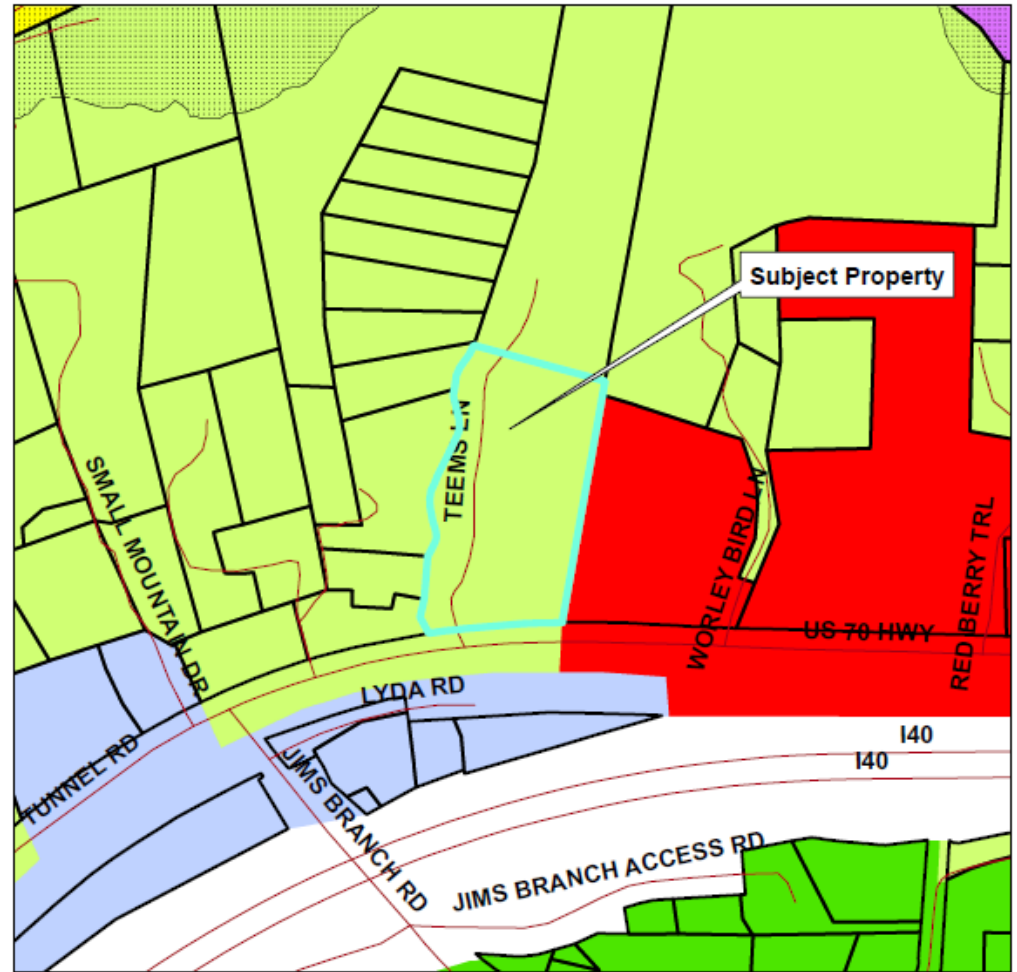 Subject Property
TEEMS LN
SMALL MOUNTAIN DR
WORLEY BIRD LN
RED BERRY TRL
US 70 HWY
LYDA RD
TUNNEL RD
JIMS BRANCH RD
I40
I40
JIMS BRANCH ACCESS RD